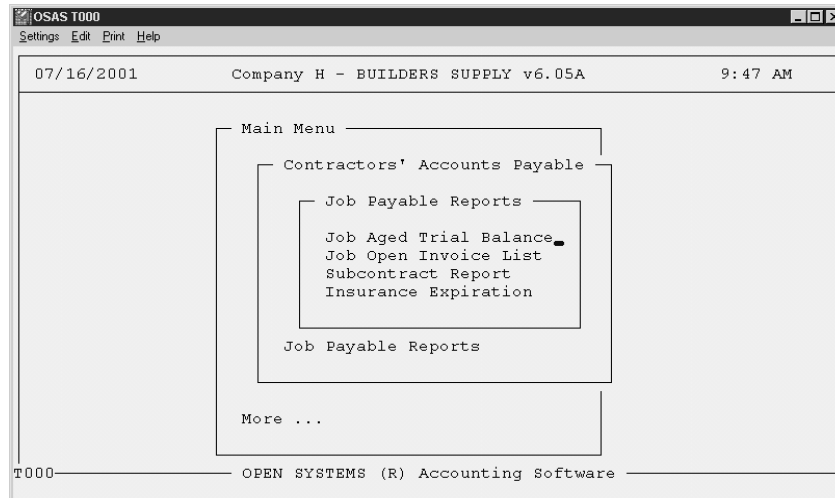 OSAS T000
Settings Edit Print Help
07/16/2001 Company H - BUILDERS SUPPLY v6.05A 9:47 AM
Main Menu
Contractors' Accounts Payable
Job Payable Reports
Job Aged Trial Balance
Job Open Invoice List
Subcontract Report
Insurance Expiration
Job Payable Reports
More ...
T000 OPEN SYSTEMS (R) Accounting Software